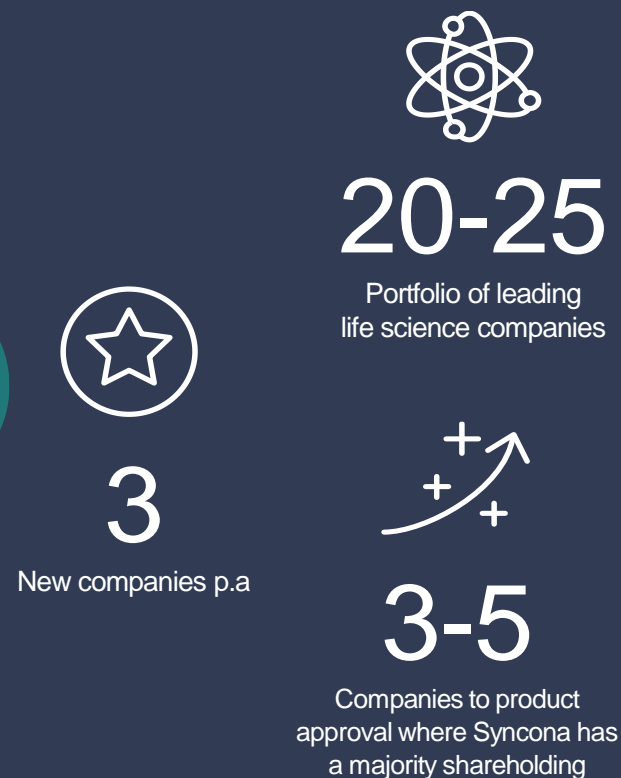 20-25
Portfolio of leading
life science companies
3
New companies p.a
3-5
Companies to product
approval where Syncona has
a majority shareholding